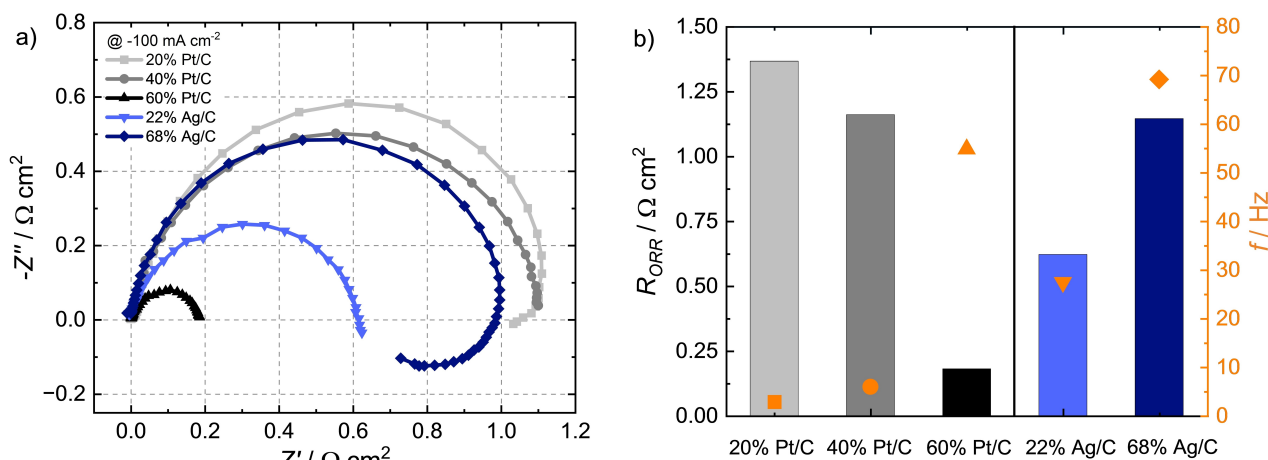 a)
-Z'' / Ω cm²
0.8
0.6
0.4
0.2
0.0
−0.2
@ -100 mA cm⁻²
20% Pt/C
40% Pt/C
60% Pt/C
22% Ag/C
68% Ag/C
0.0 0.2 0.4 0.6 0.8 1.0 1.2
Z' / Ω cm²
b)
R_ORR / Ω cm²
1.50
1.25
1.00
0.75
0.50
0.25
0.00
20% Pt/C 40% Pt/C 60% Pt/C 22% Ag/C 68% Ag/C
80
70
60
50
40
30
20
10
0
f / Hz